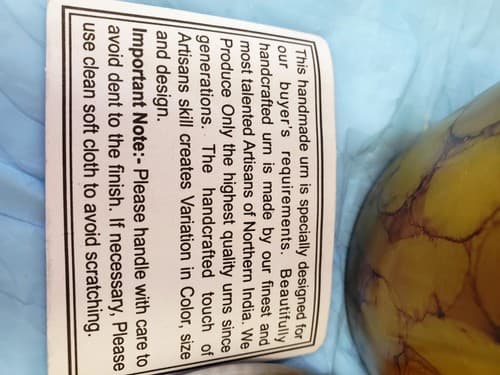 This handmade urn is specially designed for
our buyer's requirements. Beautifully
handcrafted urn is made by our finest and
most talented Artisans of Northern India. We
Produce Only the highest quality urns since
generations. The handcrafted touch of
Artisans skill creates Variation in Color, size
and design.
Important Note:- Please handle with care to
avoid dent to the finish. If necessary, Please
use clean soft cloth to avoid scratching.